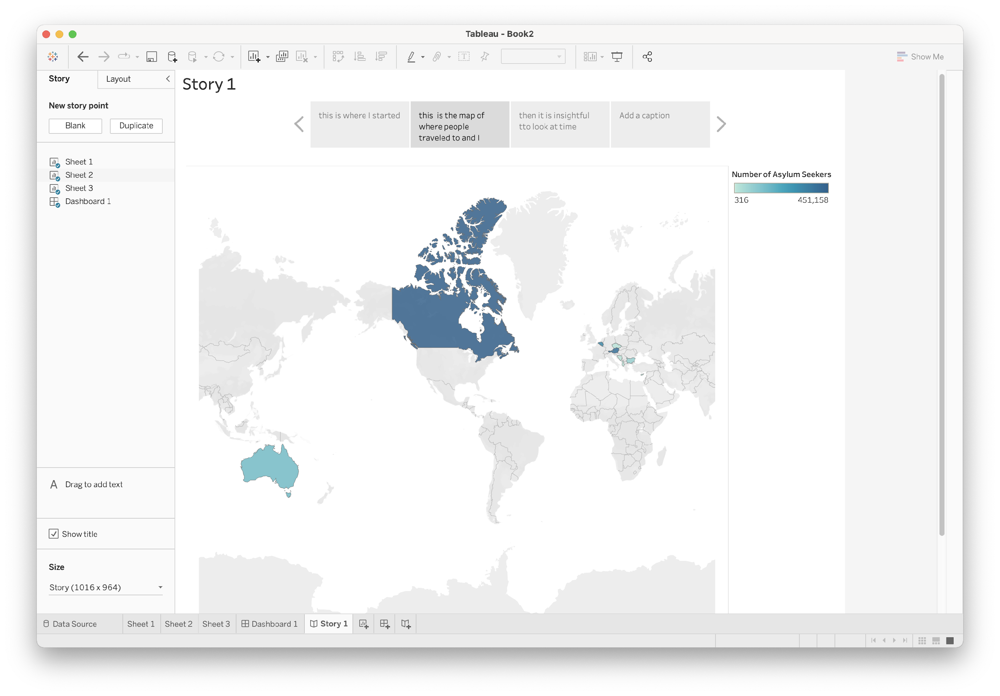 Tableau - Book2
Show Me
Story
Layout
New story point
Blank
Duplicate
Sheet 1
Sheet 2
Sheet 3
Dashboard 1
A Drag to add text
Show title
Size
Story (1016 x 964)
Story 1
this is where I started
this  is the map of
where people
traveled to and I
then it is insightful
tto look at time
Add a caption
Number of Asylum Seekers
316
451,158
Data Source
Sheet 1
Sheet 2
Sheet 3
Dashboard 1
Story 1